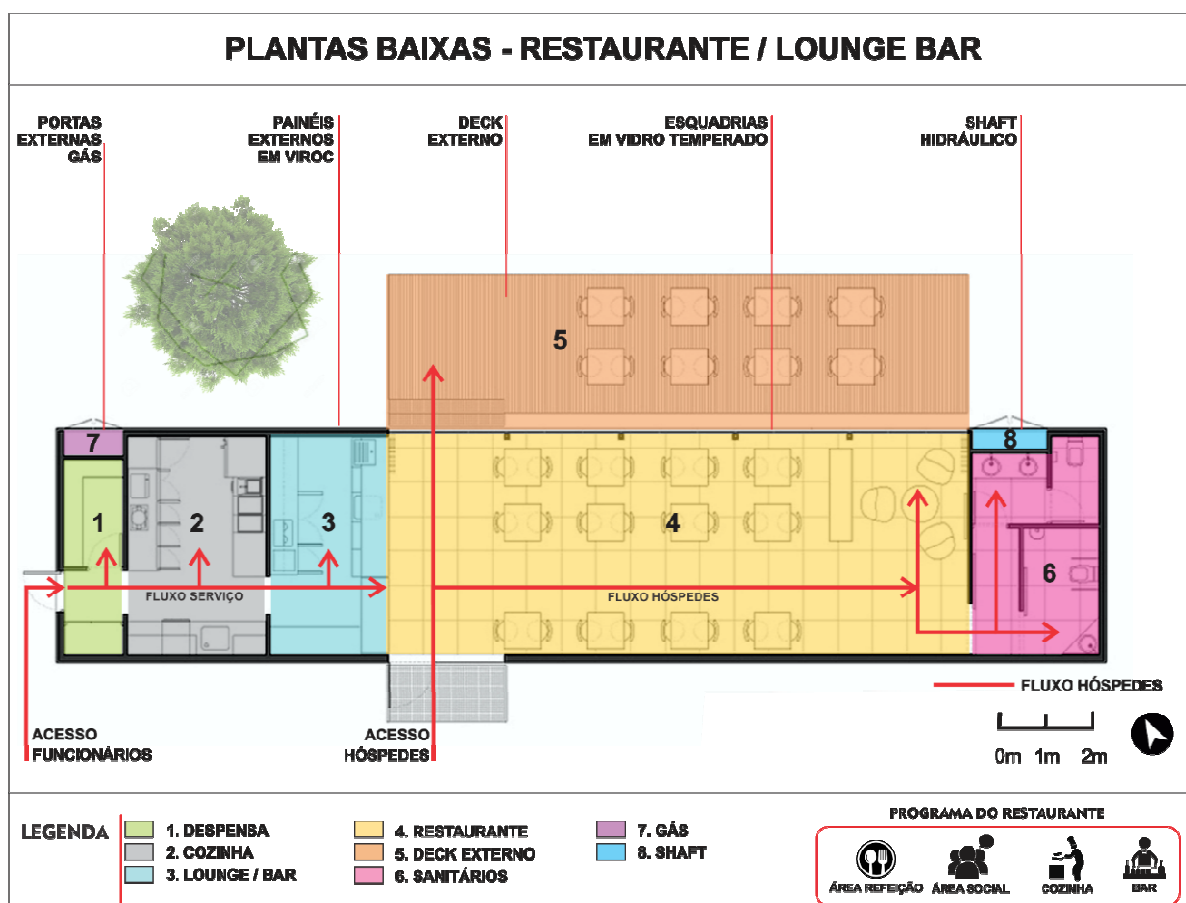 PLANTAS BAIXAS - RESTAURANTE / LOUNGE BAR
PORTAS
EXTERNAS
GÁS
PAINÉIS
EXTERNOS
EM VIROC
DECK
EXTERNO
ESQUADRIAS
EM VIDRO TEMPERADO
SHAFT
HIDRÁULICO
5
7
8
1
2
3
4
6
FLUXO SERVIÇO
FLUXO HÓSPEDES
FLUXO HÓSPEDES
ACESSO
FUNCIONÁRIOS
ACESSO
HÓSPEDES
0m 1m 2m
LEGENDA
1. DESPENSA
2. COZINHA
3. LOUNGE / BAR
4. RESTAURANTE
5. DECK EXTERNO
6. SANITÁRIOS
7. GÁS
8. SHAFT
PROGRAMA DO RESTAURANTE
ÁREA REFEIÇÃO
ÁREA SOCIAL
COZINHA
BAR